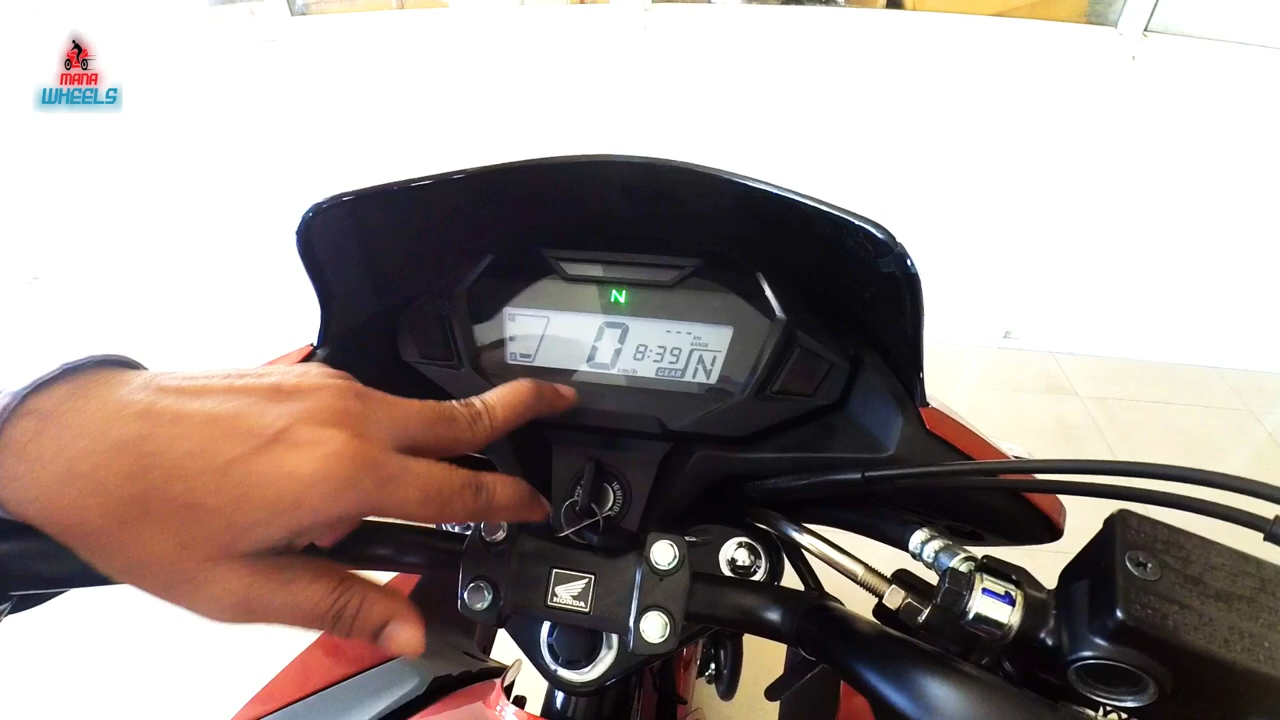 MANA
WHEELS
N
0
km/h
---
km
RANGE
8:39
GEAR
N
IGNITION
HONDA